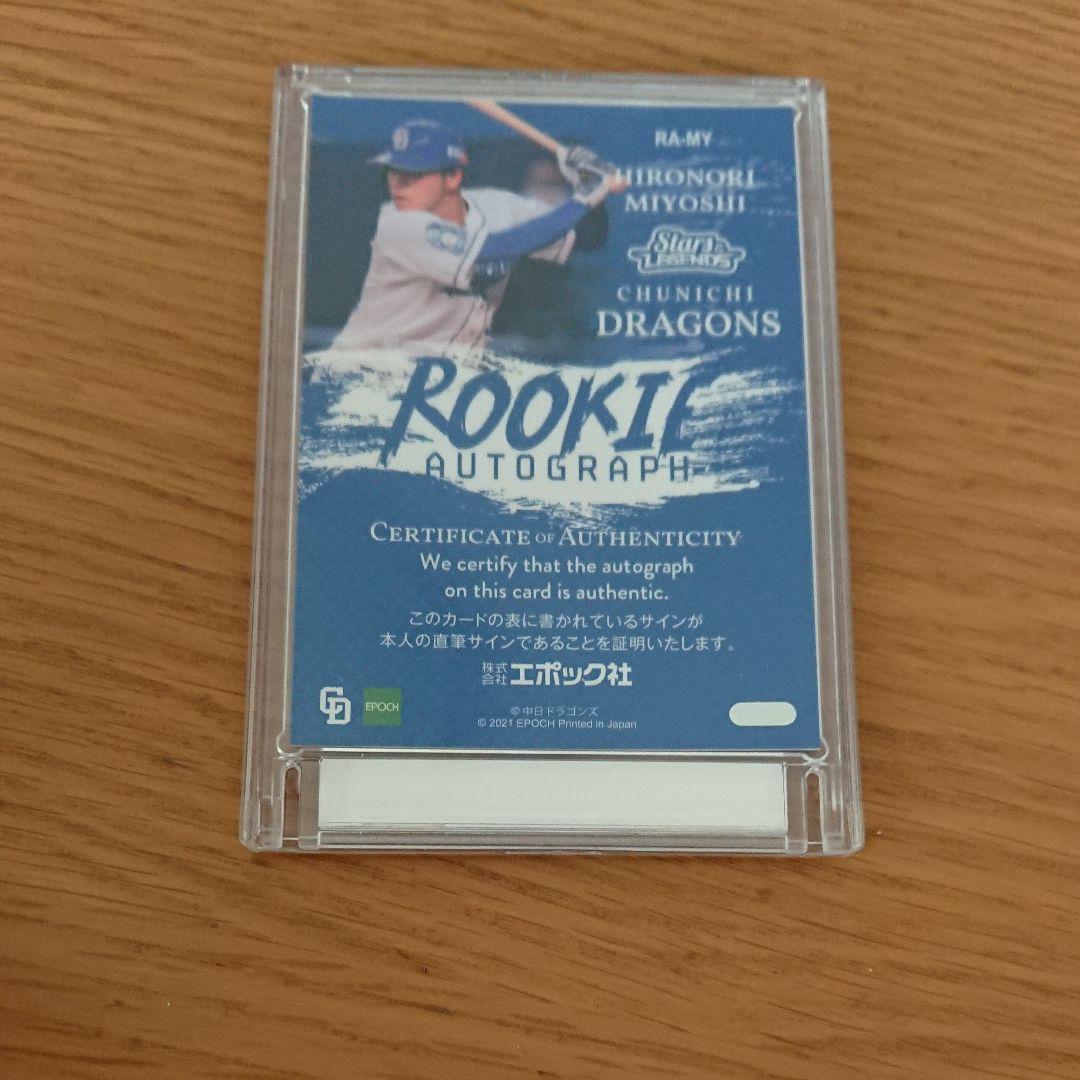 RA-MY
HIRONORI
MIYOSHI
Stars &
LEGENDS
CHUNICHI
DRAGONS
ROOKIE
AUTOGRAPH
CERTIFICATE OF AUTHENTICITY
We certify that the autograph
on this card is authentic.
このカードの表に書かれているサインが
本人の直筆サインであることを証明いたします。
株式会社 エポック社
CD
EPOCH
© 中日ドラゴンズ
© 2021 EPOCH Printed in Japan